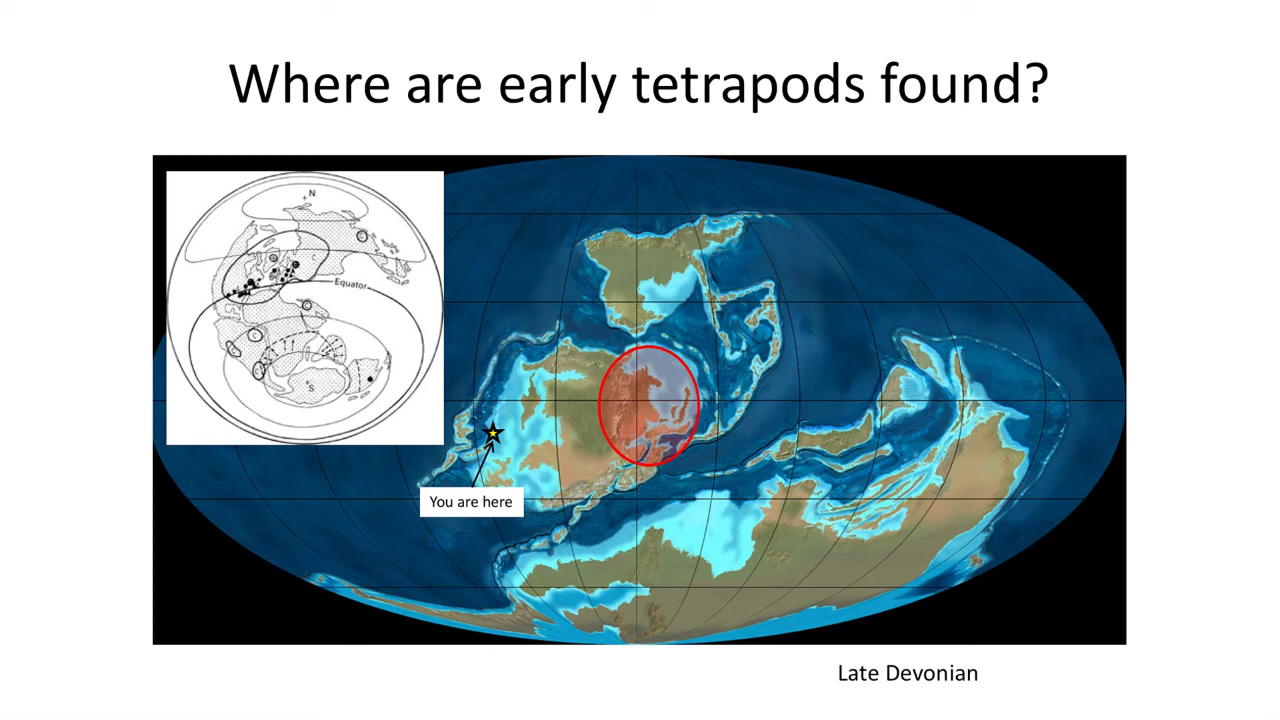 Where are early tetrapods found?
N
C
Equator
C
S
You are here
Late Devonian